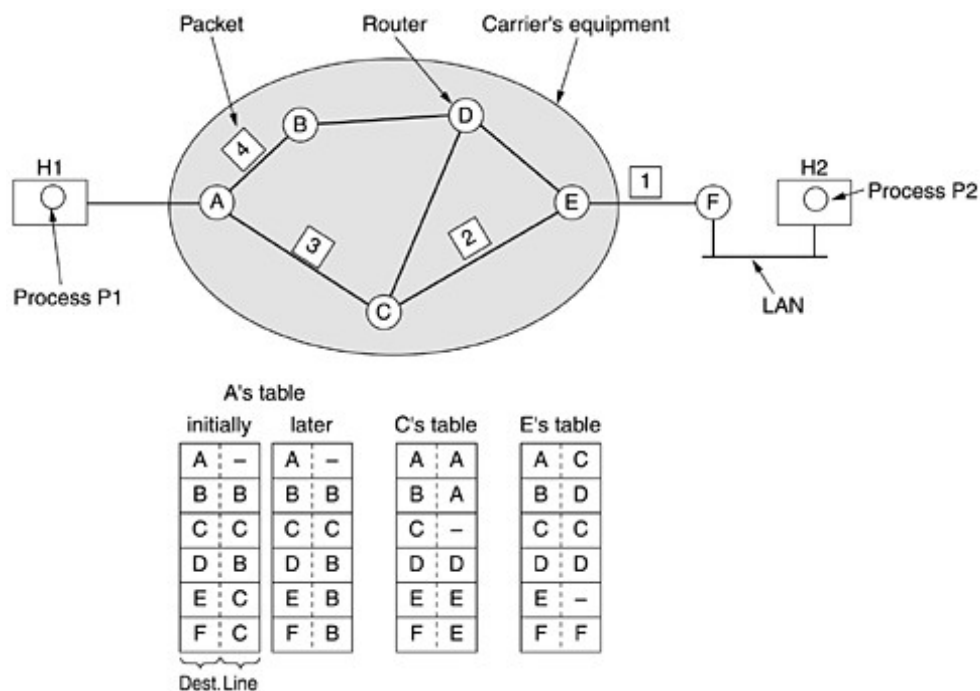 Packet Router Carrier's equipment
B D
4
H1 1 H2
A E F Process P2
3 2
Process P1 C LAN
A's table
initially later C's table E's table
A – A – A A A C
B B B B B A B D
C C C C C – C C
D B D B D D D D
E C E B E E E –
F C F B F E F F
Dest. Line